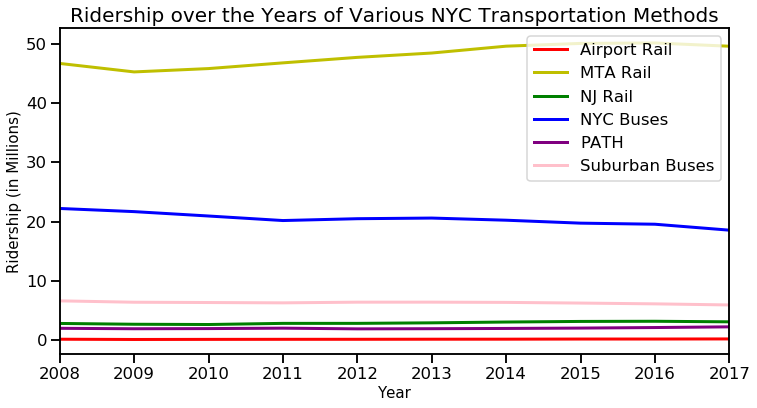 Ridership over the Years of Various NYC Transportation Methods
50
40
30
20
10
0
Ridership (in Millions)
Airport Rail
MTA Rail
NJ Rail
NYC Buses
PATH
Suburban Buses
2008 2009 2010 2011 2012 2013 2014 2015 2016 2017
Year